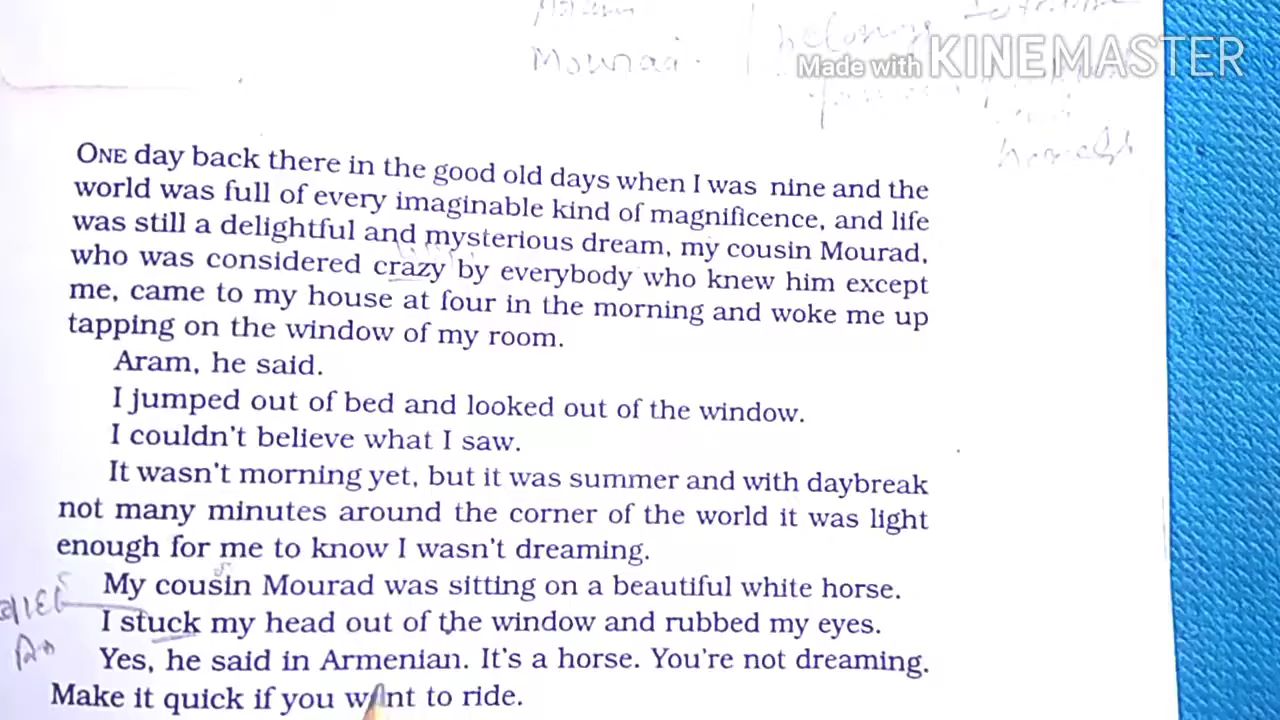 Mourad.
belongs
Made with KINEMASTER
ONE day back there in the good old days when I was nine and the
world was full of every imaginable kind of magnificence, and life
was still a delightful and mysterious dream, my cousin Mourad,
who was considered crazy by everybody who knew him except
me, came to my house at four in the morning and woke me up
tapping on the window of my room.
Aram, he said.
I jumped out of bed and looked out of the window.
I couldn't believe what I saw.
It wasn't morning yet, but it was summer and with daybreak
not many minutes around the corner of the world it was light
enough for me to know I wasn't dreaming.
My cousin Mourad was sitting on a beautiful white horse.
I stuck my head out of the window and rubbed my eyes.
Yes, he said in Armenian. It's a horse. You're not dreaming.
Make it quick if you want to ride.